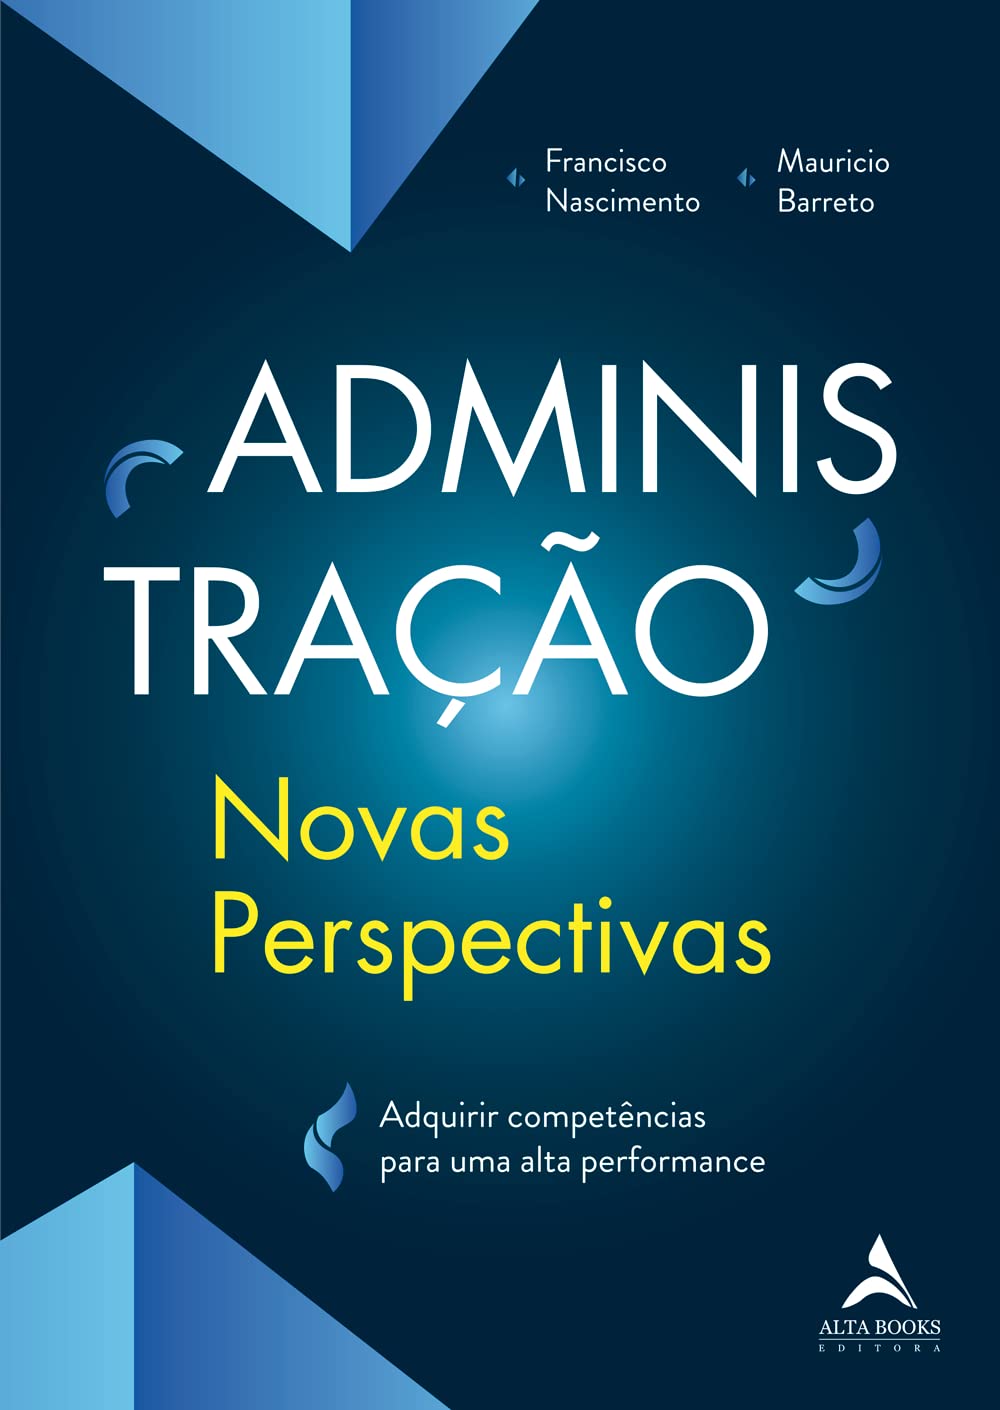 Francisco
Nascimento
Mauricio
Barreto
ADMINIS
TRAÇÃO
Novas
Perspectivas
Adquirir competências
para uma alta performance
ALTA BOOKS
EDITORA